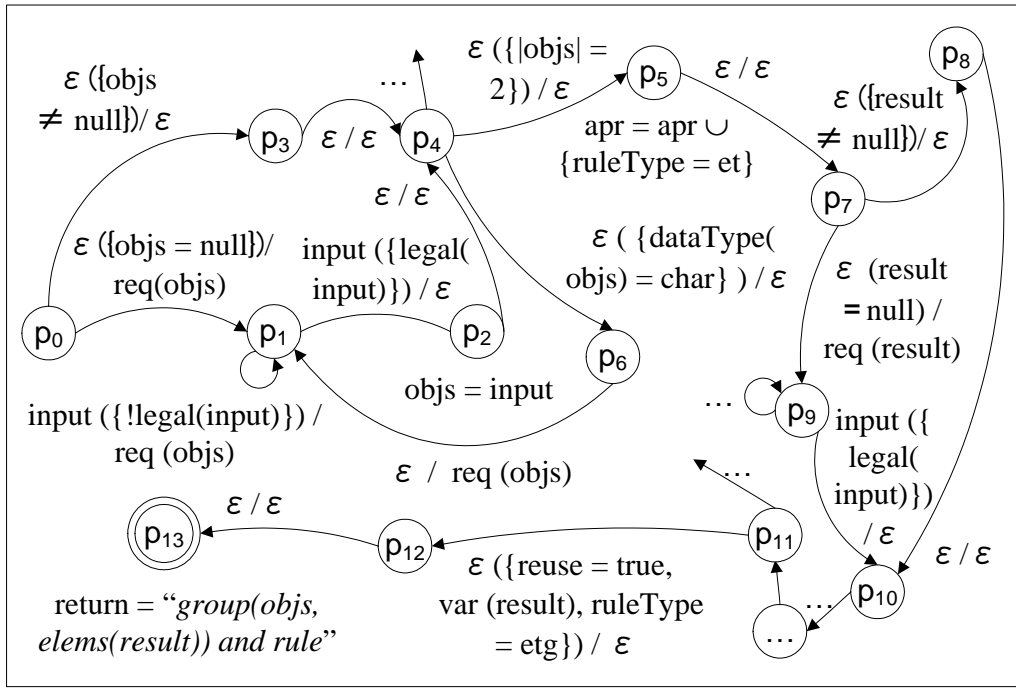 ε ({objs
≠ null})/ ε
p3
ε / ε
...
p4
ε ({|objs| =
2}) / ε
p5
apr = apr ∪
{ruleType = et}
ε / ε
p8
ε ({result
≠ null})/ ε
p7
ε / ε
p0
ε ({objs = null})/
req(objs)
p1
input ({legal(
input)}) / ε
p2
objs = input
input ({!legal(input)}) /
req (objs)
ε ( {dataType(
objs) = char} ) / ε
p6
ε / req (objs)
ε (result
= null) /
req (result)
...
p9
input ({
legal(
input)})
/ ε
ε / ε
p10
...
...
p11
...
ε ({reuse = true,
var (result), ruleType
= etg}) / ε
p12
ε / ε
p13
return = “group(objs,
elems(result)) and rule”